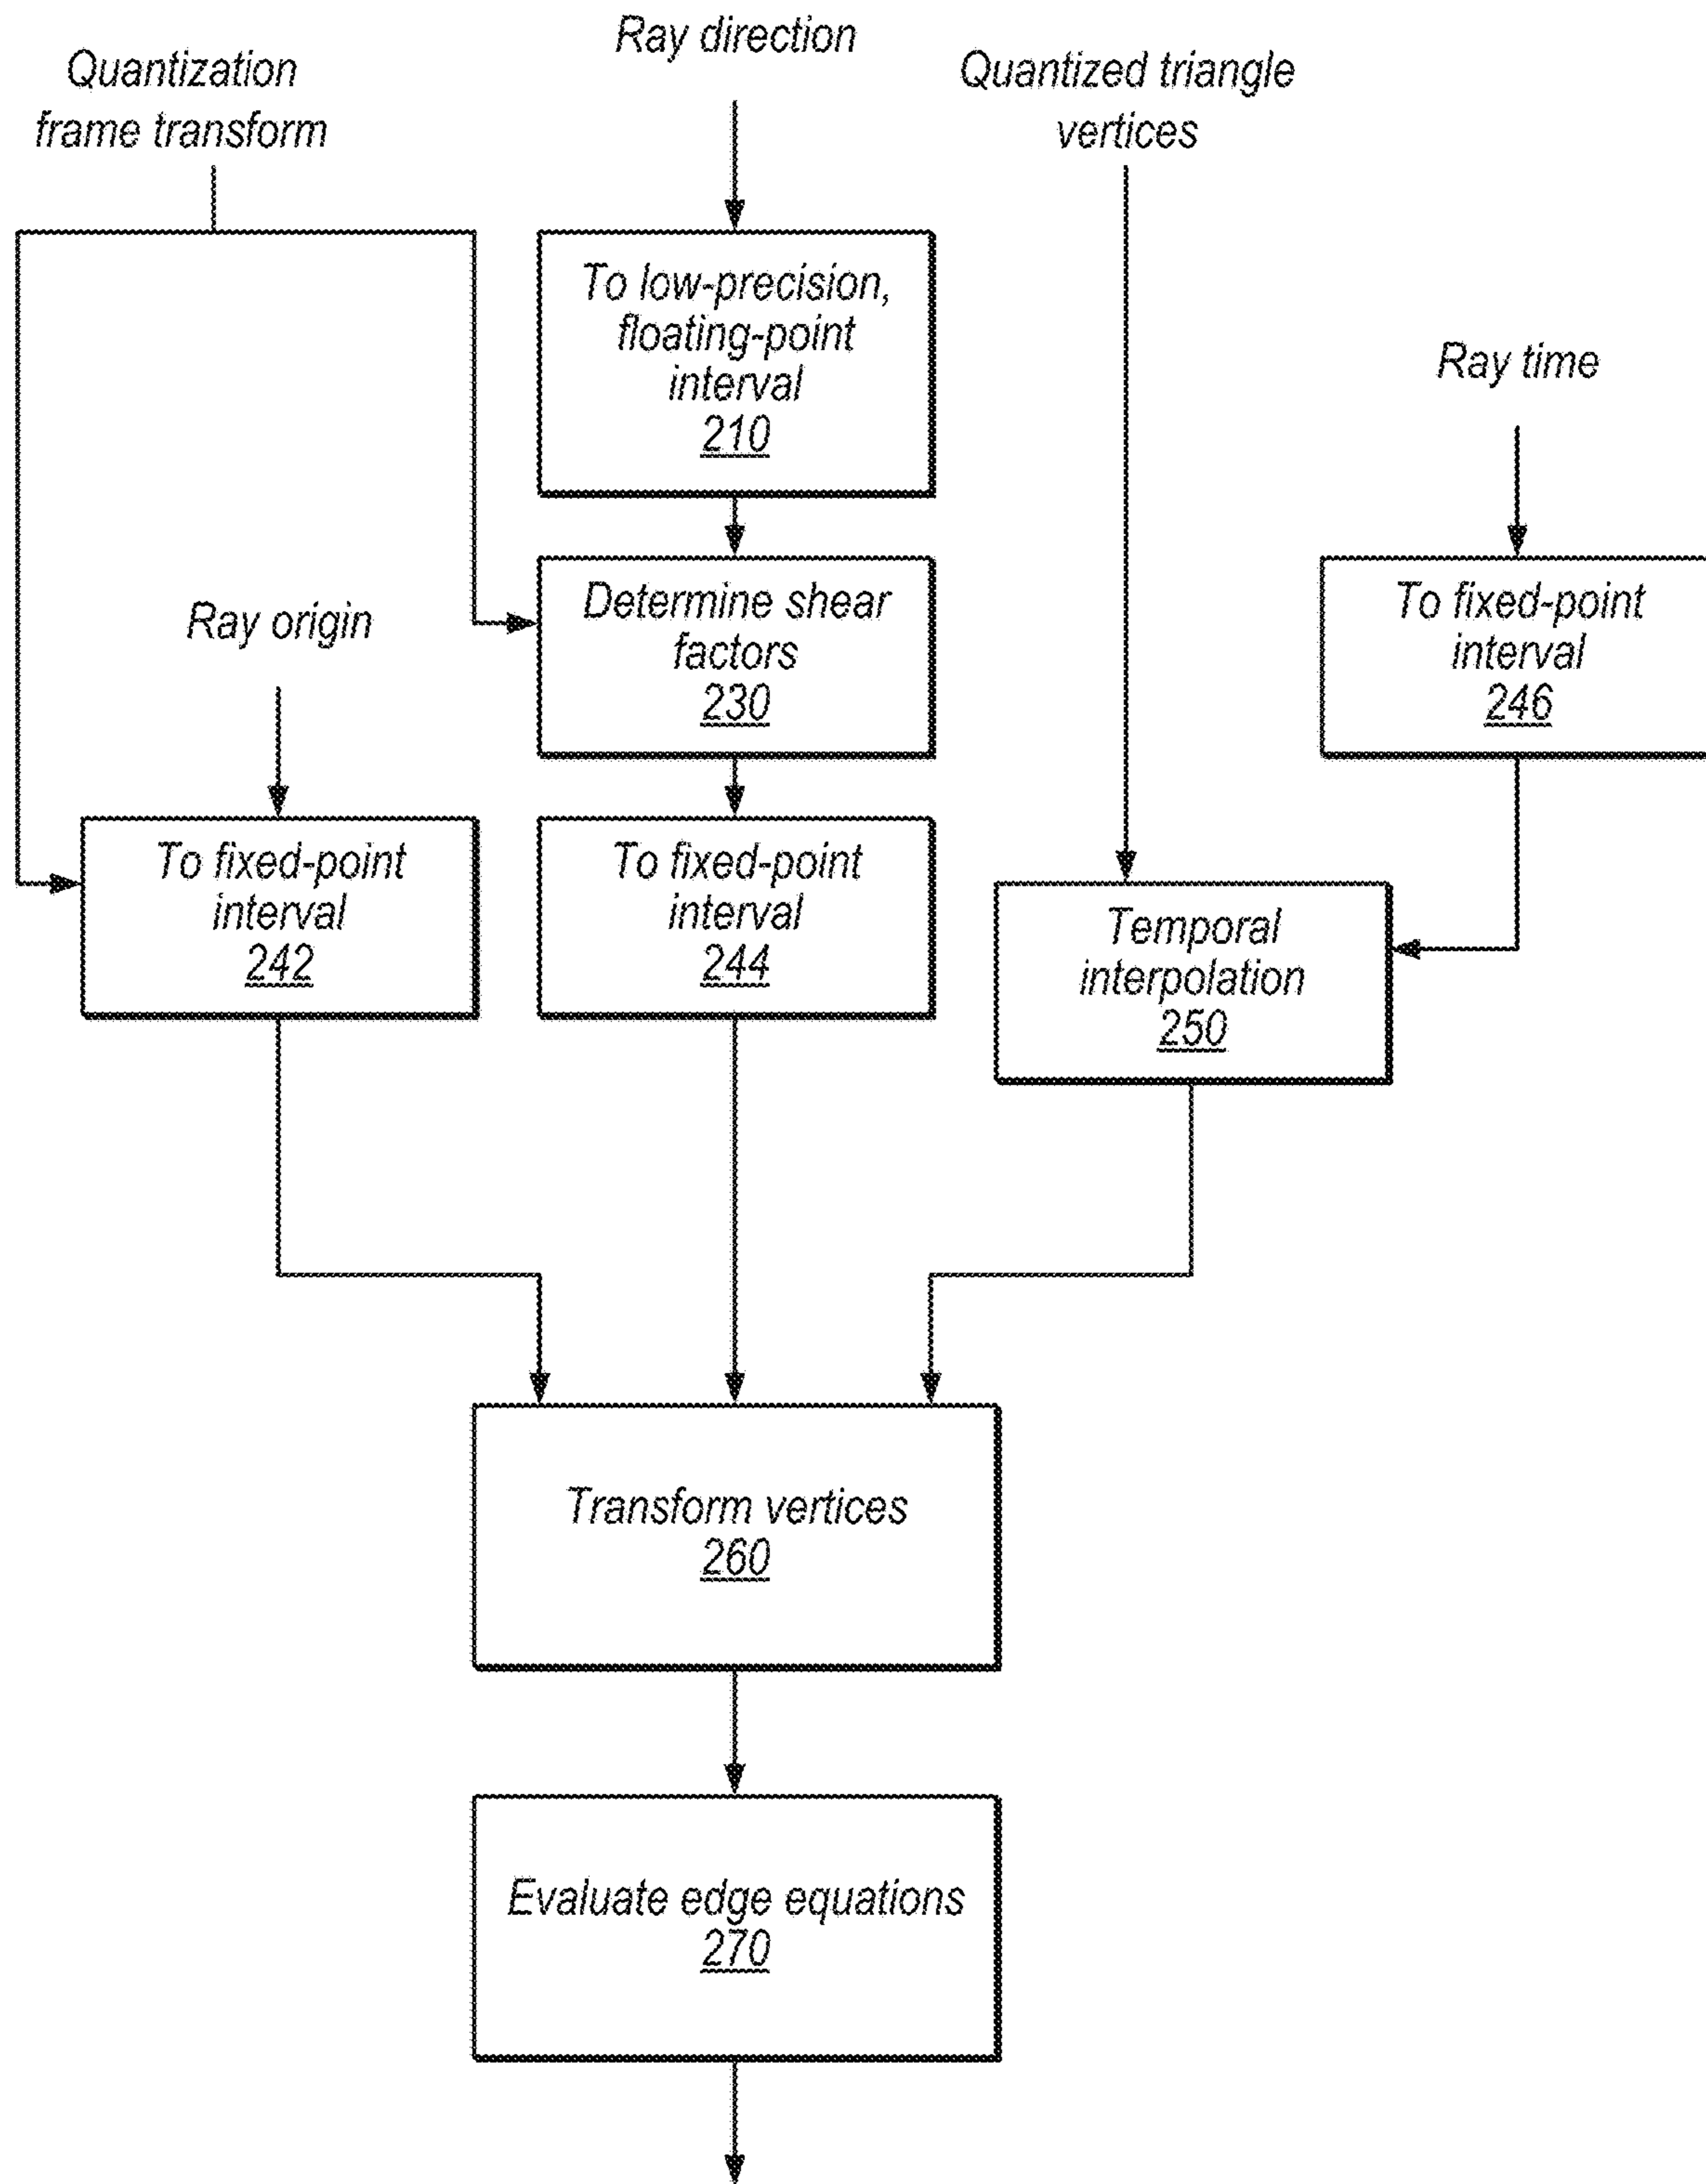 Ray direction
Quantization
frame transform
Quantized triangle
vertices
To low-precision,
floating-point
interval
210
Ray time
Ray origin
Determine shear
factors
230
To fixed-point
interval
246
To fixed-point
interval
242
To fixed-point
interval
244
Temporal
interpolation
250
Transform vertices
260
Evaluate edge equations
270